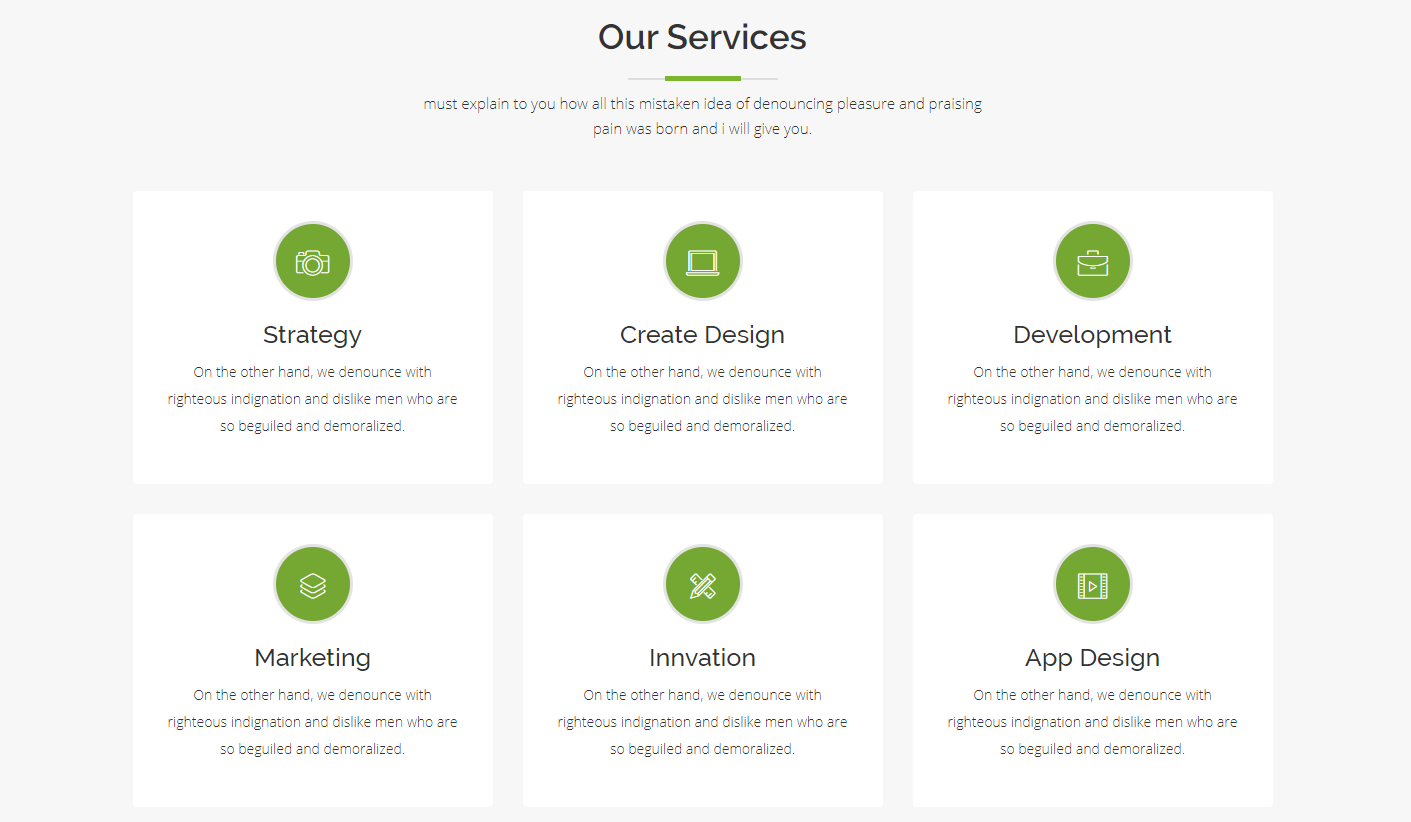 Our Services
must explain to you how all this mistaken idea of denouncing pleasure and praising
pain was born and i will give you.
Strategy
On the other hand, we denounce with
righteous indignation and dislike men who are
so beguiled and demoralized.
Create Design
On the other hand, we denounce with
righteous indignation and dislike men who are
so beguiled and demoralized.
Development
On the other hand, we denounce with
righteous indignation and dislike men who are
so beguiled and demoralized.
Marketing
On the other hand, we denounce with
righteous indignation and dislike men who are
so beguiled and demoralized.
Innvation
On the other hand, we denounce with
righteous indignation and dislike men who are
so beguiled and demoralized.
App Design
On the other hand, we denounce with
righteous indignation and dislike men who are
so beguiled and demoralized.